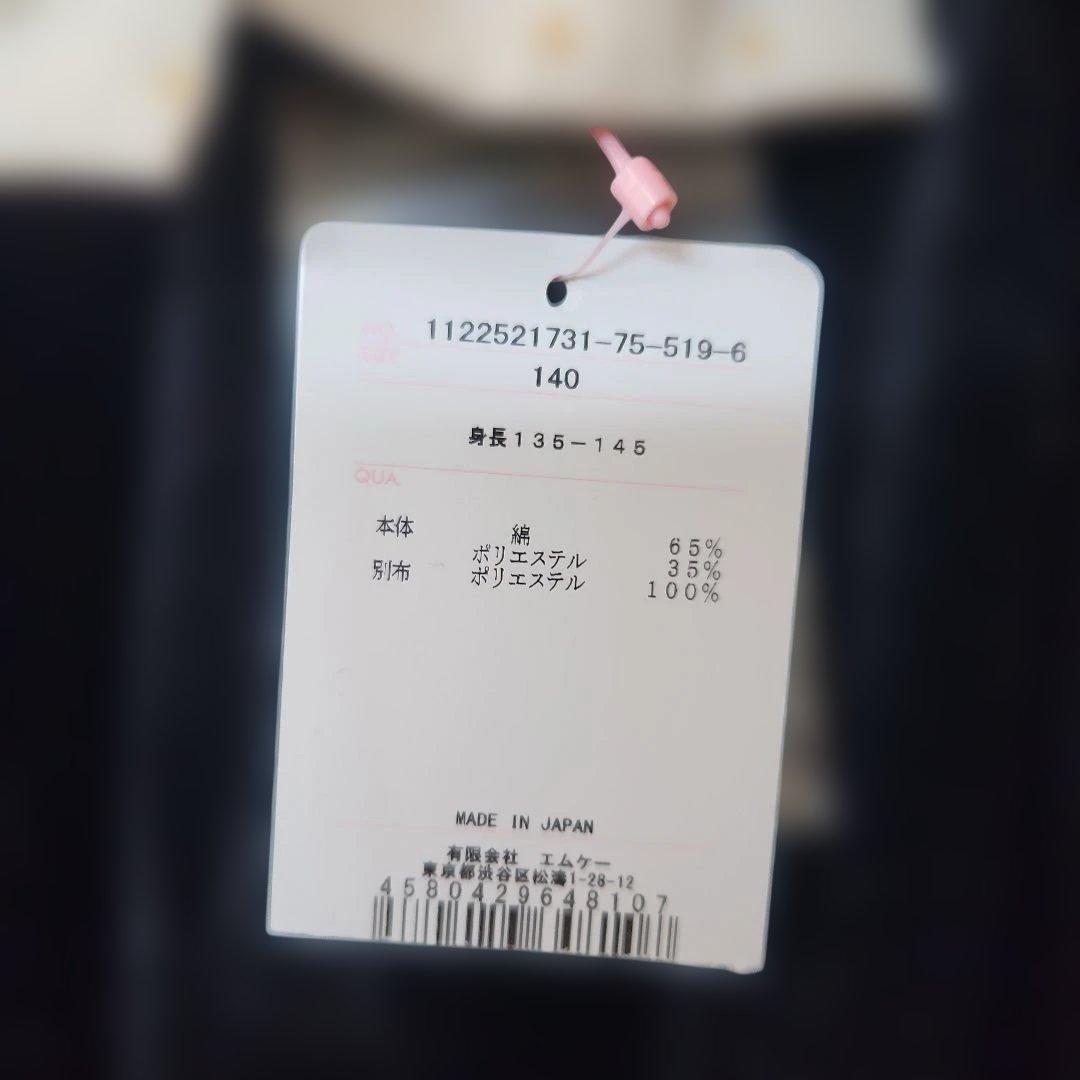 NO. 1122521731-75-519-6
SIZE 140
身長135-145
QUA.
本体 綿 65%
ポリエステル 35%
別布 ポリエステル 100%
MADE IN JAPAN
有限会社 エムケー
東京都渋谷区松濤1-28-12
4580429648107